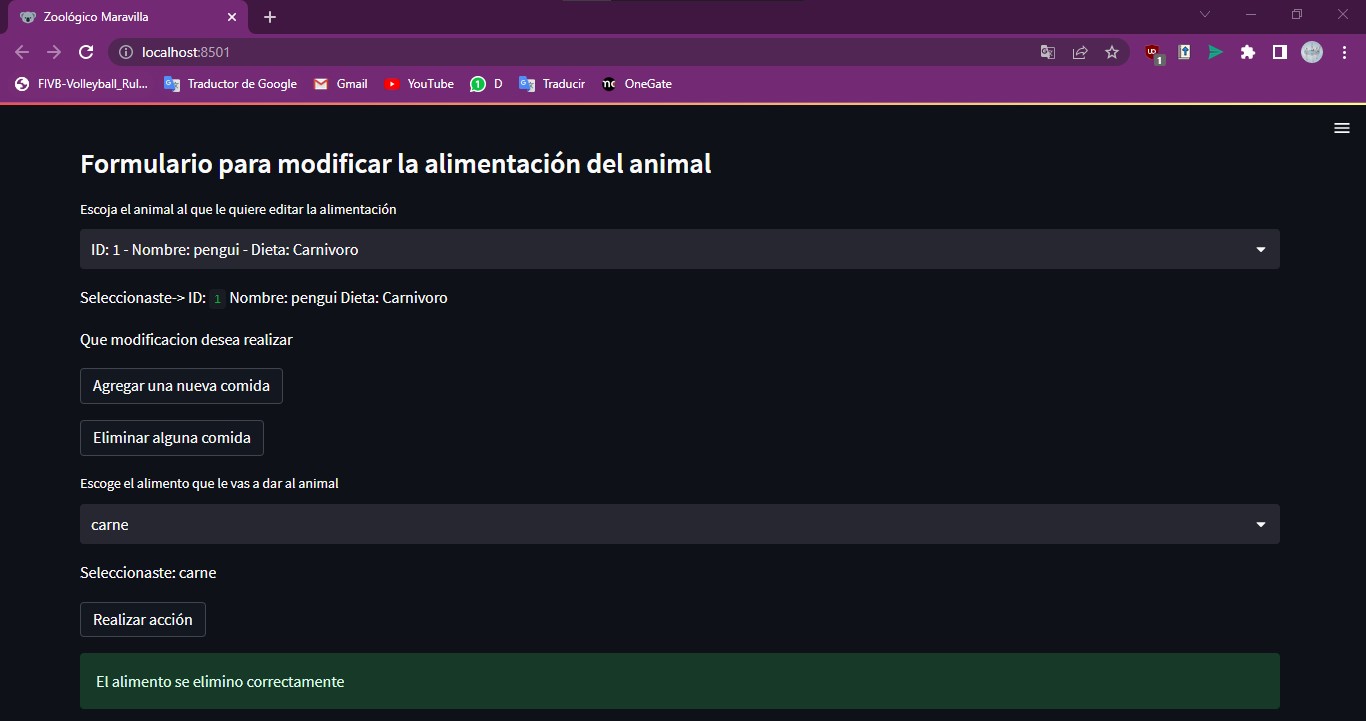 Zoológico Maravilla
localhost:8501
1
FIVB-Volleyball_Rul... Traductor de Google Gmail YouTube 1 D Traducir OneGate
Formulario para modificar la alimentación del animal
Escoja el animal al que le quiere editar la alimentación
ID: 1 - Nombre: pengui - Dieta: Carnivoro
Seleccionaste-> ID: 1 Nombre: pengui Dieta: Carnivoro
Que modificacion desea realizar
Agregar una nueva comida
Eliminar alguna comida
Escoge el alimento que le vas a dar al animal
carne
Seleccionaste: carne
Realizar acción
El alimento se elimino correctamente